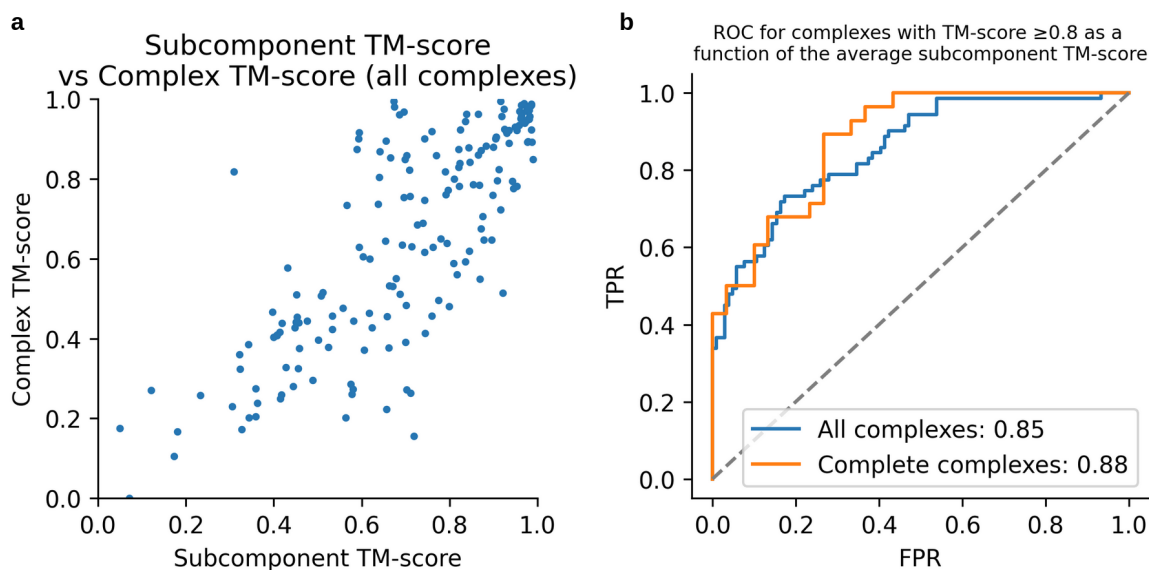 a
Subcomponent TM-score
vs Complex TM-score (all complexes)
1.0
0.8
0.6
0.4
0.2
0.0
Complex TM-score
0.0 0.2 0.4 0.6 0.8 1.0
Subcomponent TM-score
b
ROC for complexes with TM-score ≥0.8 as a
function of the average subcomponent TM-score
1.0
0.8
0.6
0.4
0.2
0.0
TPR
All complexes: 0.85
Complete complexes: 0.88
0.0 0.2 0.4 0.6 0.8 1.0
FPR